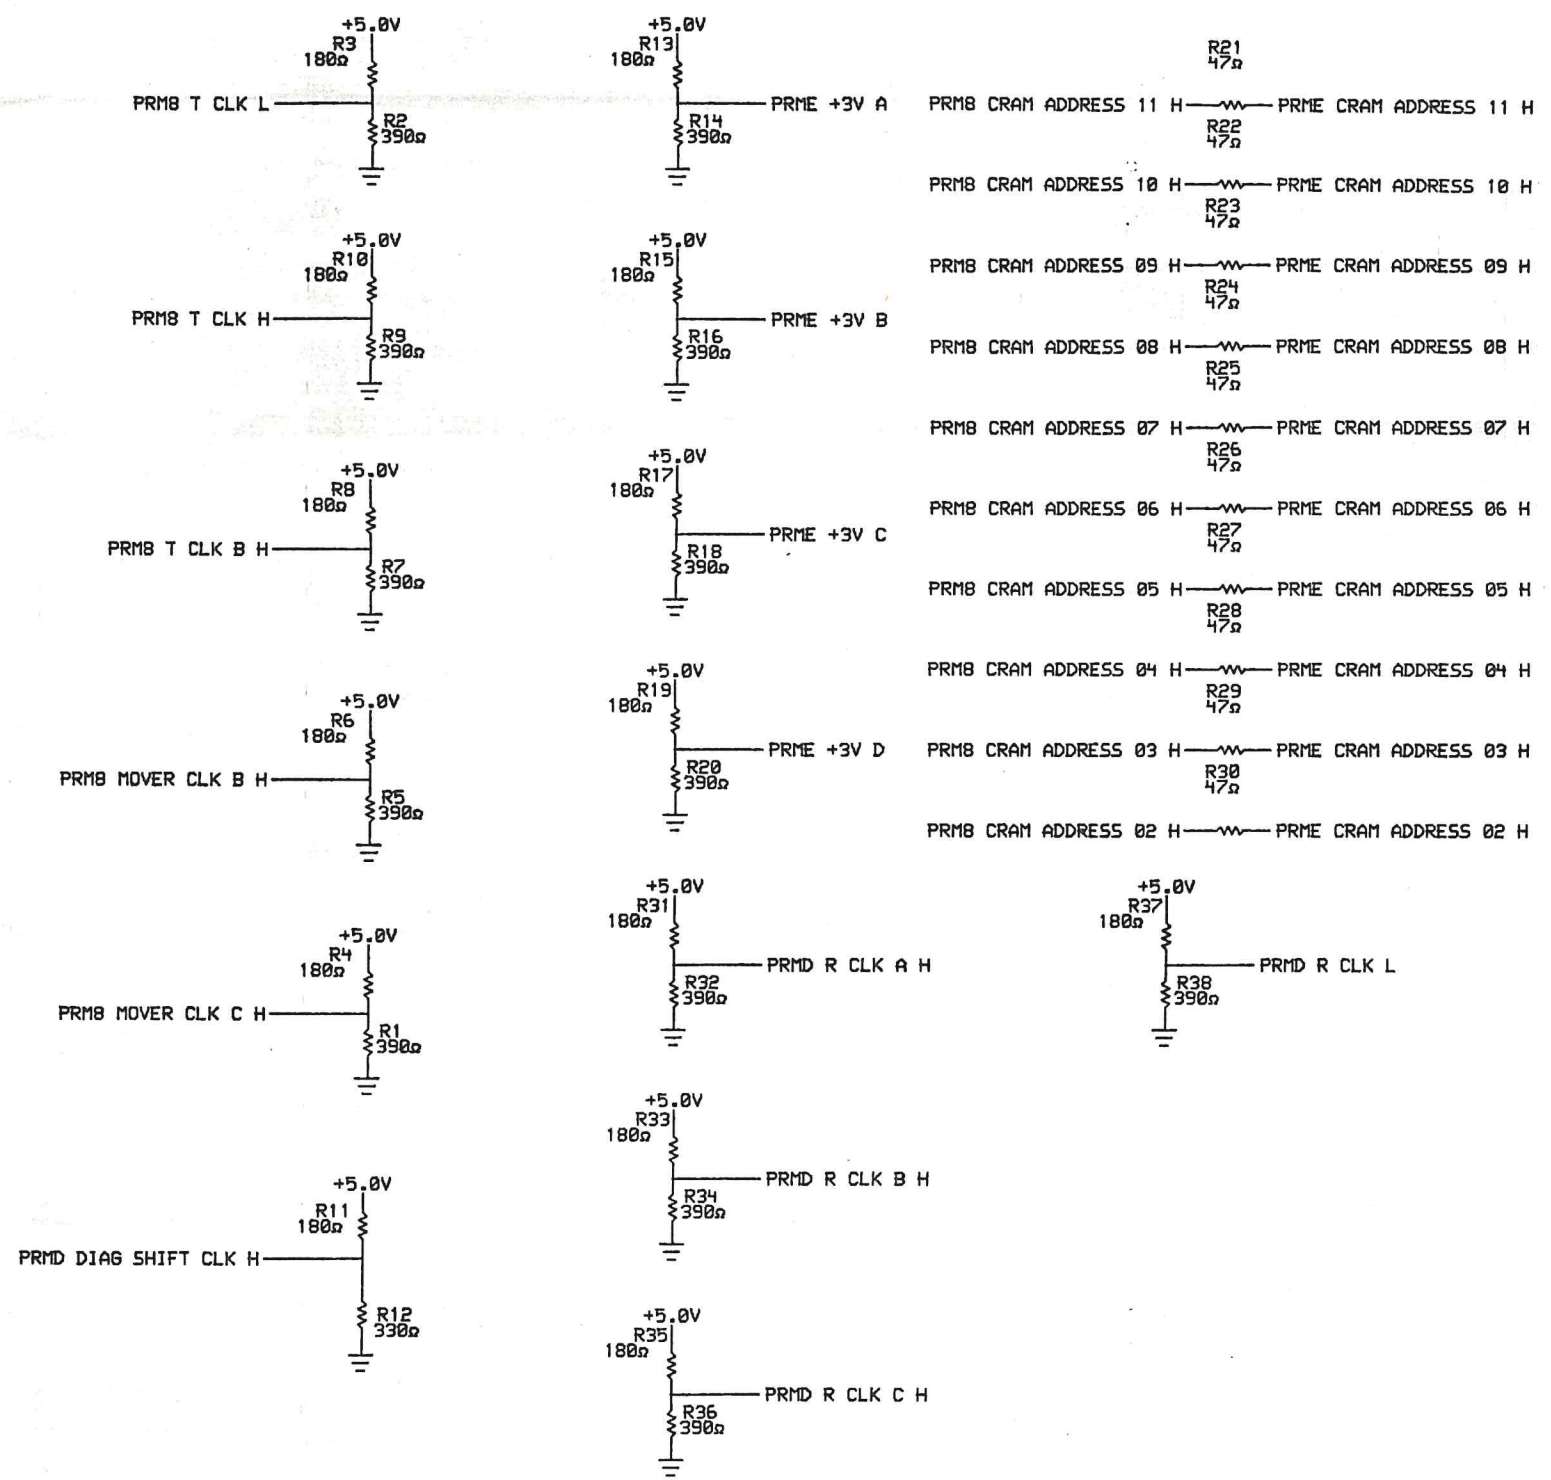 +5.0V
R3
180Ω
PRM8 T CLK L
R2
390Ω
+5.0V
R10
180Ω
PRM8 T CLK H
R9
390Ω
+5.0V
R8
180Ω
PRM8 T CLK B H
R7
390Ω
+5.0V
R6
180Ω
PRM8 MOVER CLK B H
R5
390Ω
+5.0V
R4
180Ω
PRM8 MOVER CLK C H
R1
390Ω
+5.0V
R11
180Ω
PRMD DIAG SHIFT CLK H
R12
330Ω
+5.0V
R13
180Ω
PRME +3V A
R14
390Ω
+5.0V
R15
180Ω
PRME +3V B
R16
390Ω
+5.0V
R17
180Ω
PRME +3V C
R18
390Ω
+5.0V
R19
180Ω
PRME +3V D
R20
390Ω
+5.0V
R31
180Ω
PRMD R CLK A H
R32
390Ω
+5.0V
R33
180Ω
PRMD R CLK B H
R34
390Ω
+5.0V
R35
180Ω
PRMD R CLK C H
R36
390Ω
R21
47Ω
PRM8 CRAM ADDRESS 11 H PRME CRAM ADDRESS 11 H
R22
47Ω
PRM8 CRAM ADDRESS 10 H PRME CRAM ADDRESS 10 H
R23
47Ω
PRM8 CRAM ADDRESS 09 H PRME CRAM ADDRESS 09 H
R24
47Ω
PRM8 CRAM ADDRESS 08 H PRME CRAM ADDRESS 08 H
R25
47Ω
PRM8 CRAM ADDRESS 07 H PRME CRAM ADDRESS 07 H
R26
47Ω
PRM8 CRAM ADDRESS 06 H PRME CRAM ADDRESS 06 H
R27
47Ω
PRM8 CRAM ADDRESS 05 H PRME CRAM ADDRESS 05 H
R28
47Ω
PRM8 CRAM ADDRESS 04 H PRME CRAM ADDRESS 04 H
R29
47Ω
PRM8 CRAM ADDRESS 03 H PRME CRAM ADDRESS 03 H
R30
47Ω
PRM8 CRAM ADDRESS 02 H PRME CRAM ADDRESS 02 H
+5.0V
R37
180Ω
PRMD R CLK L
R38
390Ω